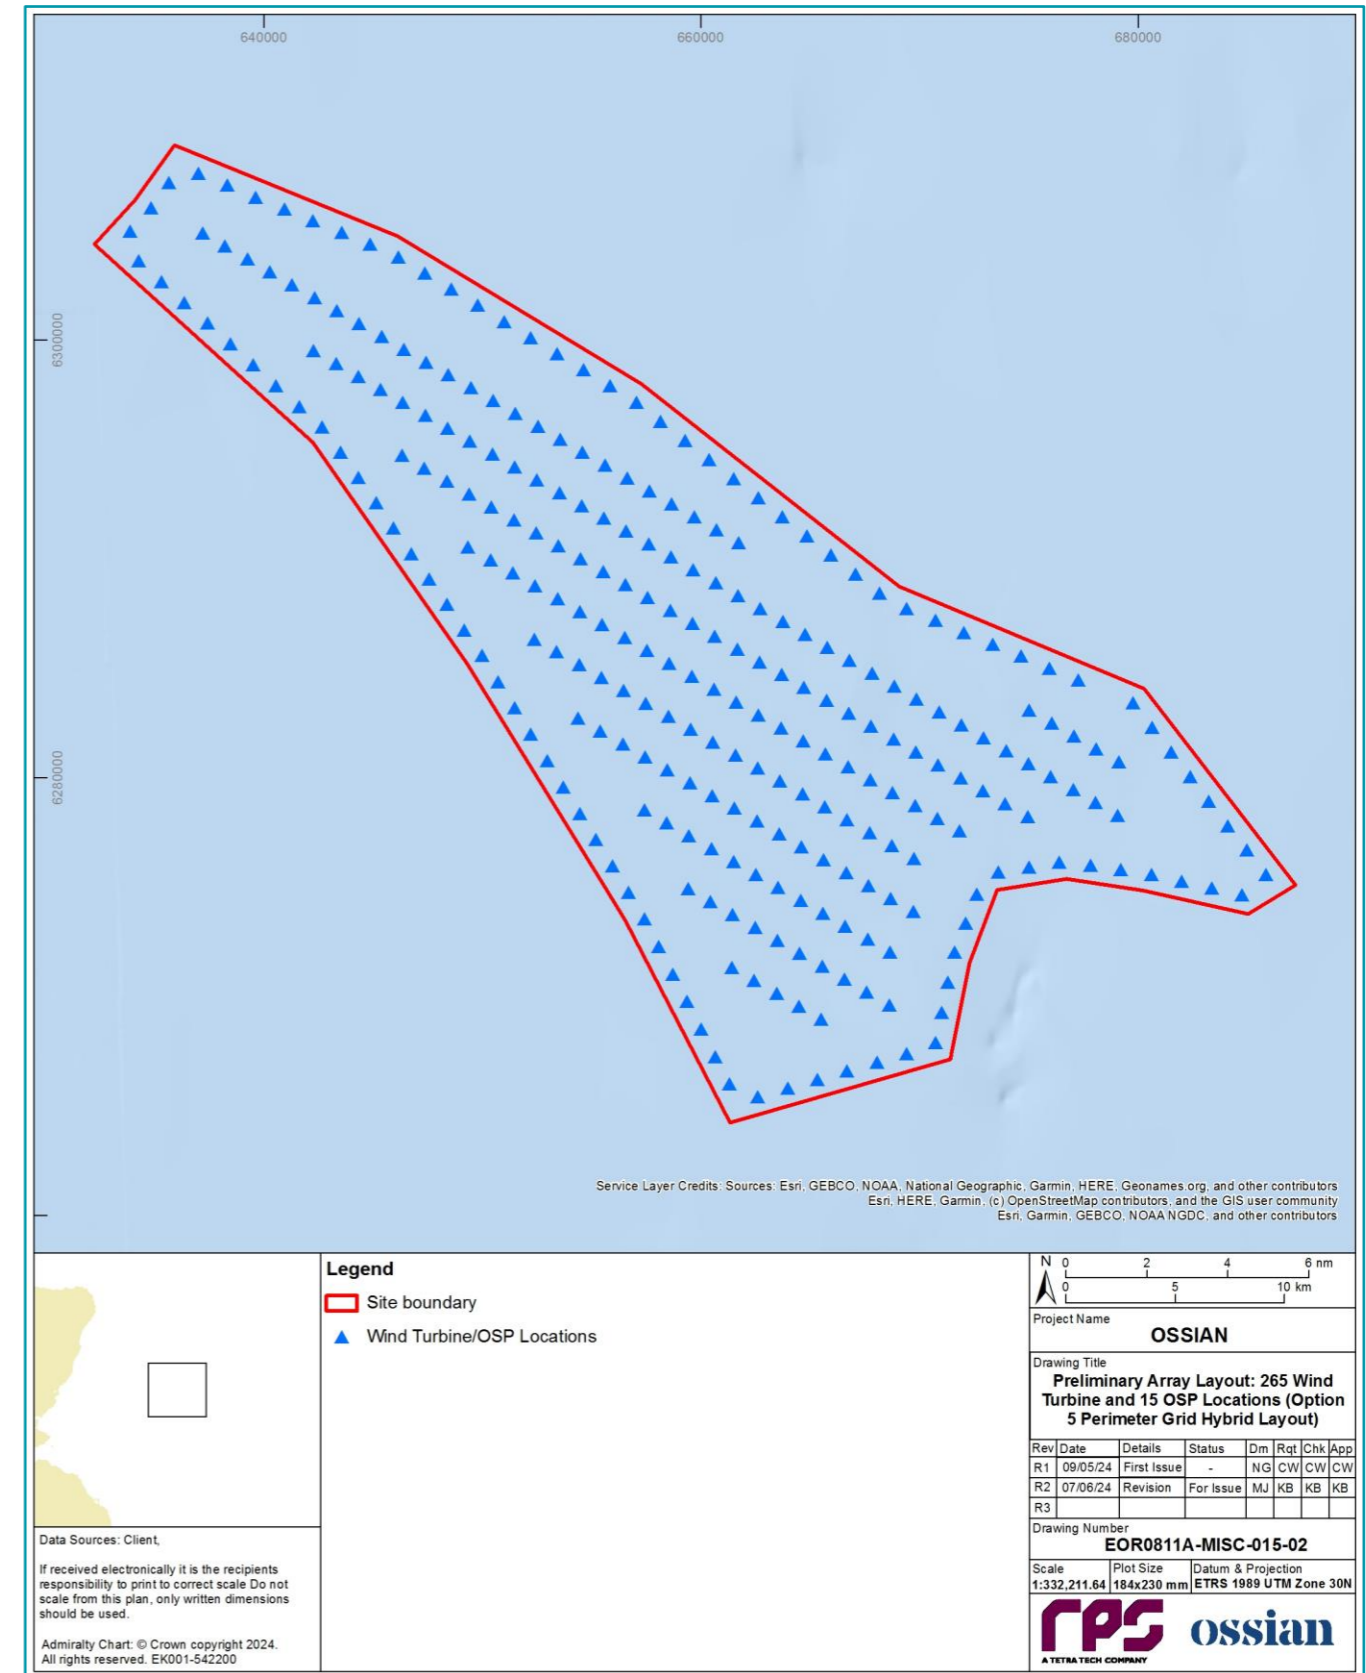 640000
660000
680000
6300000
6280000
Service Layer Credits: Sources: Esri, GEBCO, NOAA, National Geographic, Garmin, HERE, Geonames.org, and other contributors
Esri, HERE, Garmin, (c) OpenStreetMap contributors, and the GIS user community
Esri, Garmin, GEBCO, NOAA NGDC, and other contributors
Legend
Site boundary
Wind Turbine/OSP Locations
Data Sources: Client,
If received electronically it is the recipients
responsibility to print to correct scale Do not
scale from this plan, only written dimensions
should be used.
Admiralty Chart: © Crown copyright 2024.
All rights reserved. EK001-542200
N 0 2 4 6 nm
0 5 10 km
Project Name
OSSIAN
Drawing Title
Preliminary Array Layout: 265 Wind
Turbine and 15 OSP Locations (Option
5 Perimeter Grid Hybrid Layout)
Rev Date Details Status Dm Rqt Chk App
R1 09/05/24 First Issue - NG CW CW CW
R2 07/06/24 Revision For Issue MJ KB KB KB
R3
Drawing Number
EOR0811A-MISC-015-02
Scale Plot Size Datum & Projection
1:332,211.64 184x230 mm ETRS 1989 UTM Zone 30N
rps ossian
A TETRA TECH COMPANY